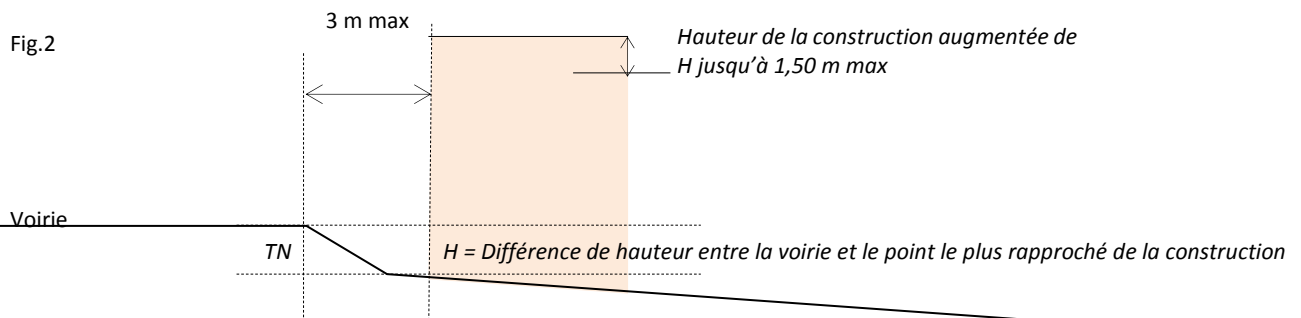 3 m max
Fig.2
Hauteur de la construction augmentée de
H jusqu’à 1,50 m max
Voirie
TN
H = Différence de hauteur entre la voirie et le point le plus rapproché de la construction